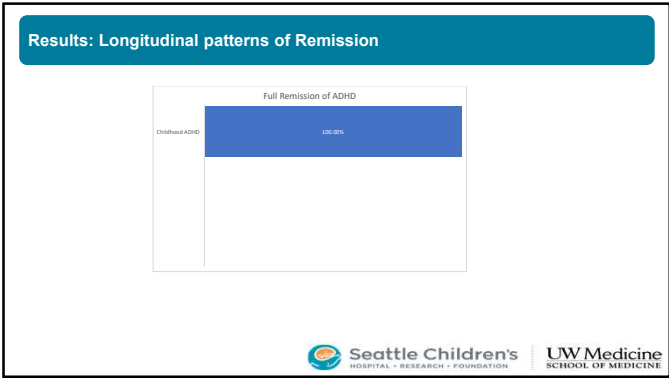 Results: Longitudinal patterns of Remission
Full Remission of ADHD
Childhood ADHD
100.00%
Seattle Children's
HOSPITAL • RESEARCH • FOUNDATION
UW Medicine
SCHOOL OF MEDICINE